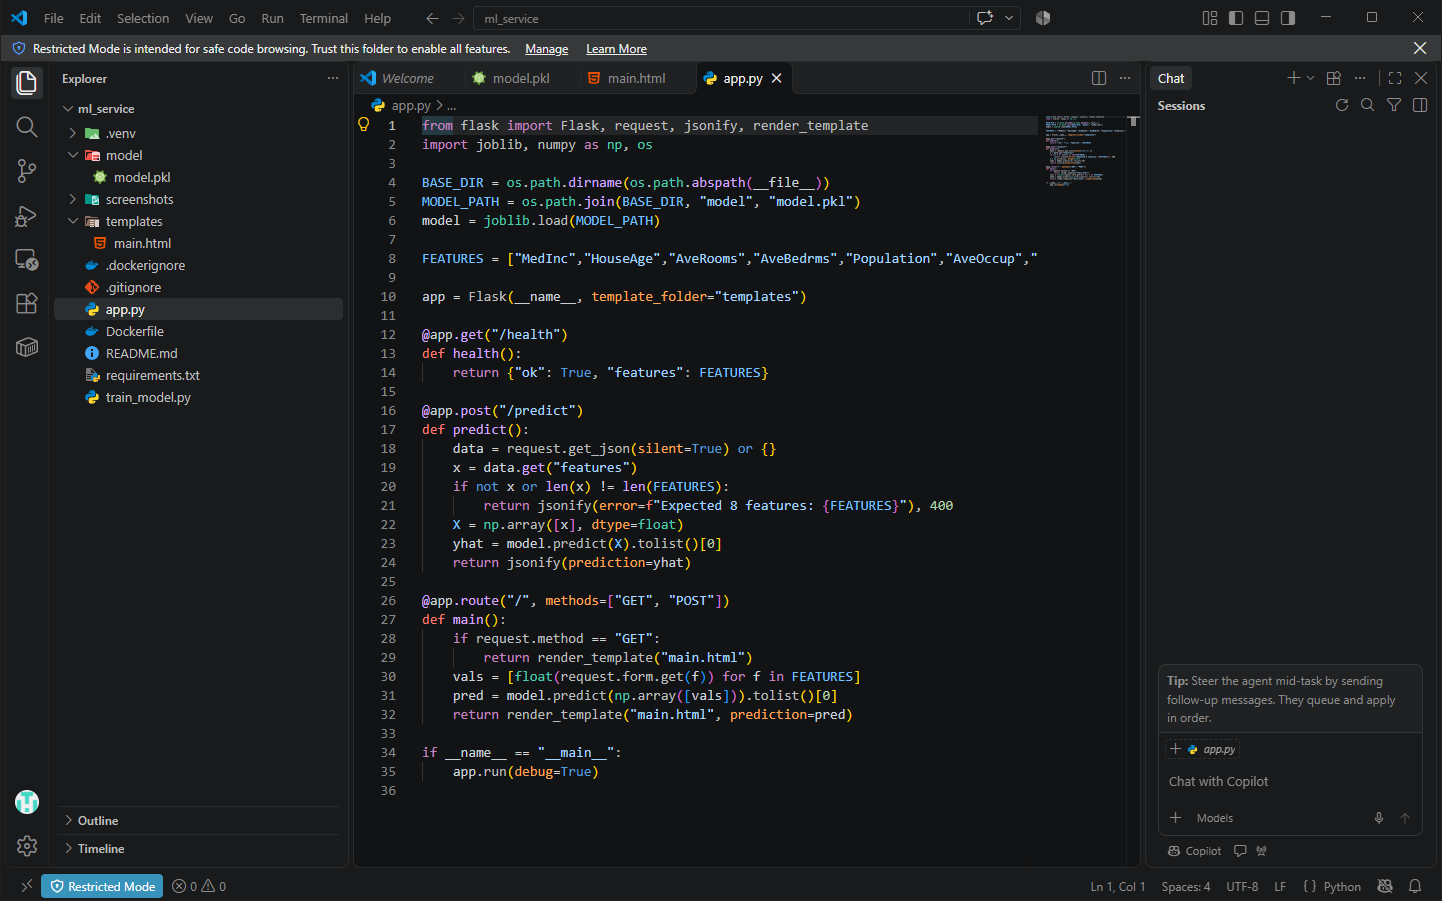 File Edit Selection View Go Run Terminal Help
ml_service
Restricted Mode is intended for safe code browsing. Trust this folder to enable all features. Manage Learn More
Explorer
ml_service
.venv
model
model.pkl
screenshots
templates
main.html
.dockerignore
.gitignore
app.py
Dockerfile
README.md
requirements.txt
train_model.py
Outline
Timeline
Welcome model.pkl main.html app.py
app.py > ...
1 from flask import Flask, request, jsonify, render_template
2 import joblib, numpy as np, os
3
4 BASE_DIR = os.path.dirname(os.path.abspath(__file__))
5 MODEL_PATH = os.path.join(BASE_DIR, "model", "model.pkl")
6 model = joblib.load(MODEL_PATH)
7
8 FEATURES = ["MedInc","HouseAge","AveRooms","AveBedrms","Population","AveOccup","
9
10 app = Flask(__name__, template_folder="templates")
11
12 @app.get("/health")
13 def health():
14     return {"ok": True, "features": FEATURES}
15
16 @app.post("/predict")
17 def predict():
18     data = request.get_json(silent=True) or {}
19     x = data.get("features")
20     if not x or len(x) != len(FEATURES):
21         return jsonify(error=f"Expected 8 features: {FEATURES}"), 400
22     X = np.array([x], dtype=float)
23     yhat = model.predict(X).tolist()[0]
24     return jsonify(prediction=yhat)
25
26 @app.route("/", methods=["GET", "POST"])
27 def main():
28     if request.method == "GET":
29         return render_template("main.html")
30     vals = [float(request.form.get(f)) for f in FEATURES]
31     pred = model.predict(np.array([vals])).tolist()[0]
32     return render_template("main.html", prediction=pred)
33
34 if __name__ == "__main__":
35     app.run(debug=True)
36
Chat
Sessions
Tip: Steer the agent mid-task by sending
follow-up messages. They queue and apply
in order.
app.py
Chat with Copilot
Models
Copilot
Restricted Mode 0 0
Ln 1, Col 1 Spaces: 4 UTF-8 LF { } Python